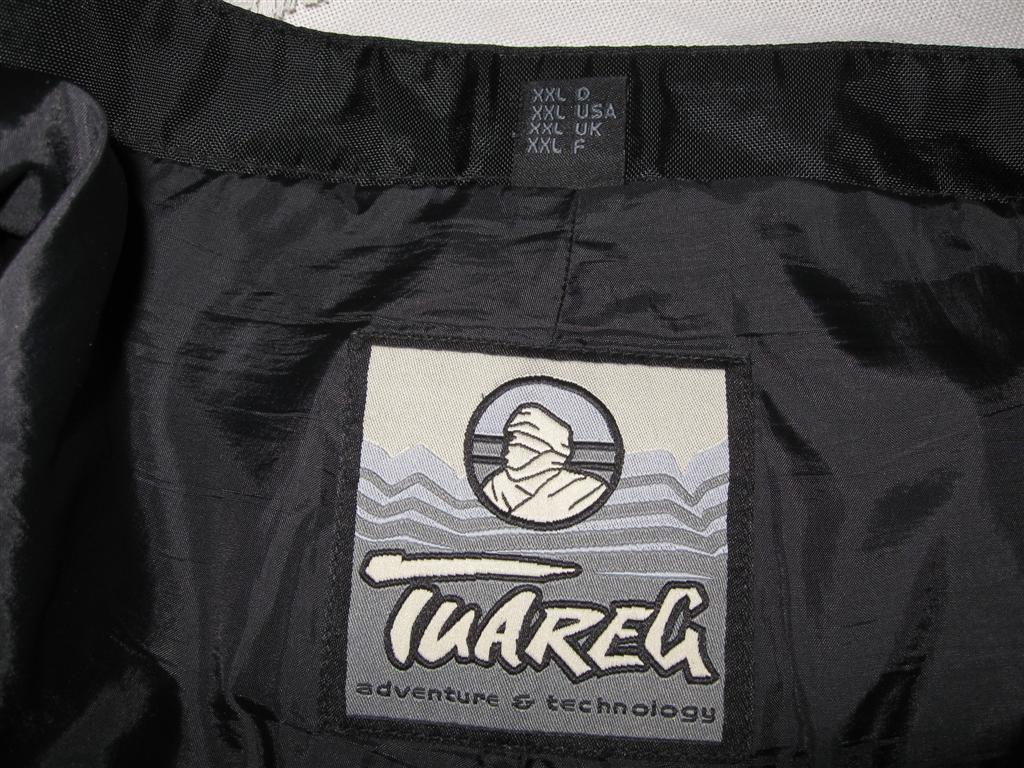 XXL D
XXL USA
XXL UK
XXL F
TUAREG
adventure & technology